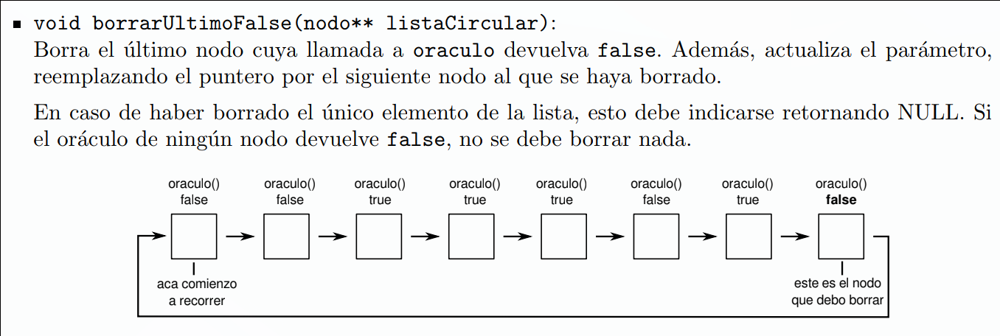 ▪ void borrarUltimoFalse(nodo** listaCircular):
Borra el último nodo cuya llamada a oraculo devuelva false. Además, actualiza el parámetro,
reemplazando el puntero por el siguiente nodo al que se haya borrado.
En caso de haber borrado el único elemento de la lista, esto debe indicarse retornando NULL. Si
el oráculo de ningún nodo devuelve false, no se debe borrar nada.
oraculo() oraculo() oraculo() oraculo() oraculo() oraculo() oraculo() oraculo()
false false true true true false true false
aca comienzo este es el nodo
a recorrer que debo borrar